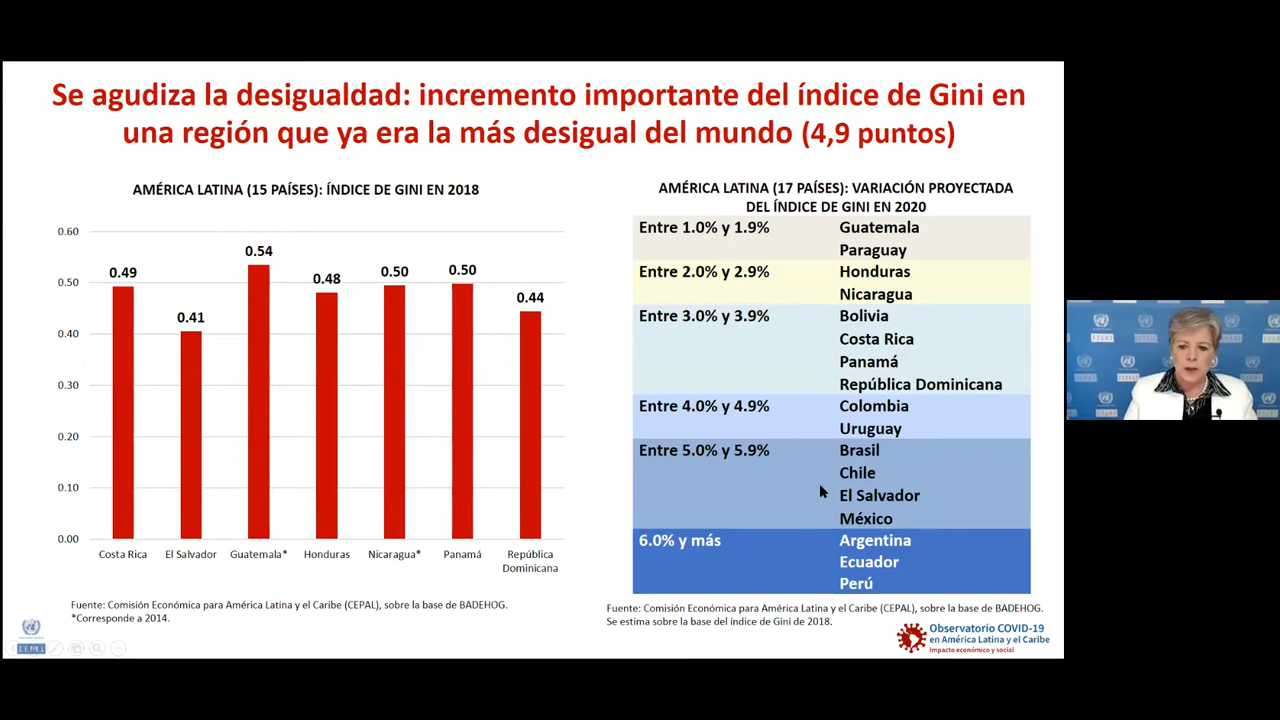 Se agudiza la desigualdad: incremento importante del índice de Gini en
una región que ya era la más desigual del mundo (4,9 puntos)
AMÉRICA LATINA (15 PAÍSES): ÍNDICE DE GINI EN 2018
0.60
0.50
0.40
0.30
0.20
0.10
0.00
0.49
0.41
0.54
0.48
0.50
0.50
0.44
Costa Rica
El Salvador
Guatemala*
Honduras
Nicaragua*
Panamá
República
Dominicana
Fuente: Comisión Económica para América Latina y el Caribe (CEPAL), sobre la base de BADEHOG.
*Corresponde a 2014.
AMÉRICA LATINA (17 PAÍSES): VARIACIÓN PROYECTADA
DEL ÍNDICE DE GINI EN 2020
Entre 1.0% y 1.9% Guatemala
Paraguay
Entre 2.0% y 2.9% Honduras
Nicaragua
Entre 3.0% y 3.9% Bolivia
Costa Rica
Panamá
República Dominicana
Entre 4.0% y 4.9% Colombia
Uruguay
Entre 5.0% y 5.9% Brasil
Chile
El Salvador
México
6.0% y más Argentina
Ecuador
Perú
Fuente: Comisión Económica para América Latina y el Caribe (CEPAL), sobre la base de BADEHOG.
Se estima sobre la base del índice de Gini de 2018.
CEPAL
Observatorio COVID-19
en América Latina y el Caribe
Impacto económico y social